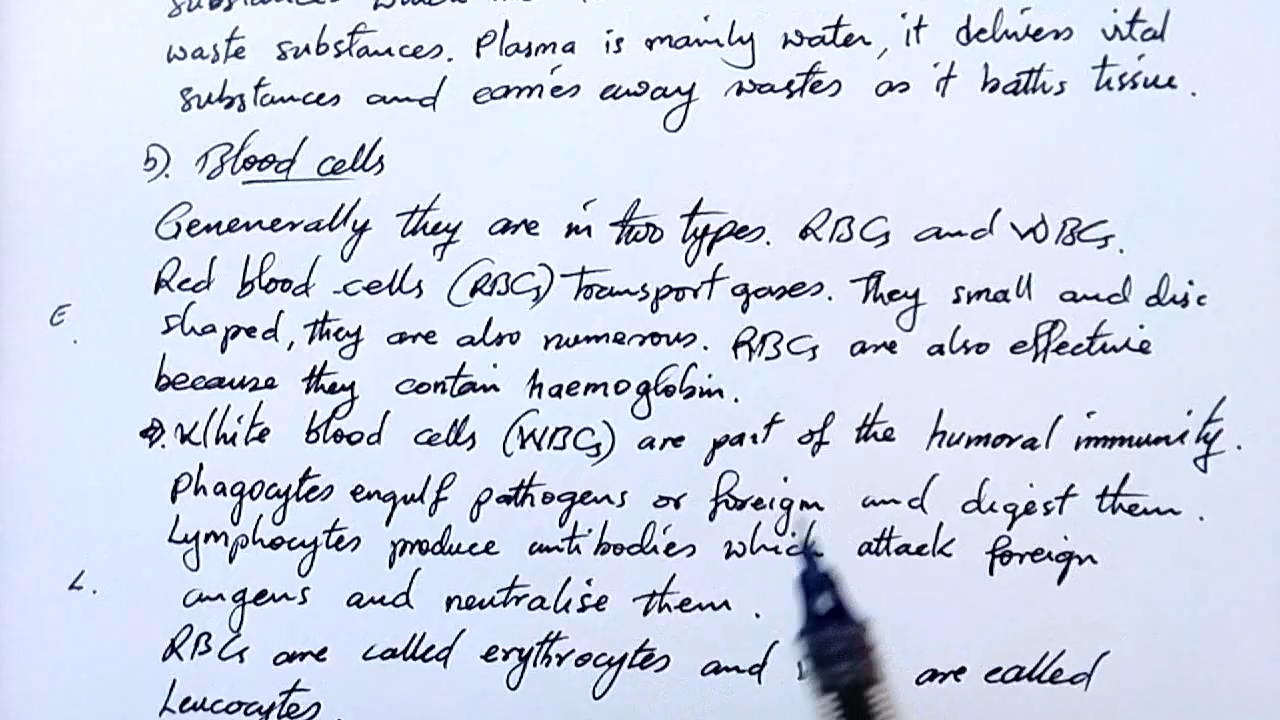 waste substances. Plasma is mainly water, it delivers vital
substances and carries away wastes as it baths tissue.
b). Blood cells
Genenerally they are in two types. RBCs and WBCs.
Red blood cells (RBCs) transport gases. They small and disc
E.
shaped, they are also numerous. RBCs are also effective
because they contain haemoglobin.
White blood cells (WBCs) are part of the humoral immunity.
Phagocytes engulf pathogens or foreign and digest them.
Lymphocytes produce antibodies which attack foreign
L.
angens and neutralise them.
RBCs are called erythrocytes and are called
Leucocytes.